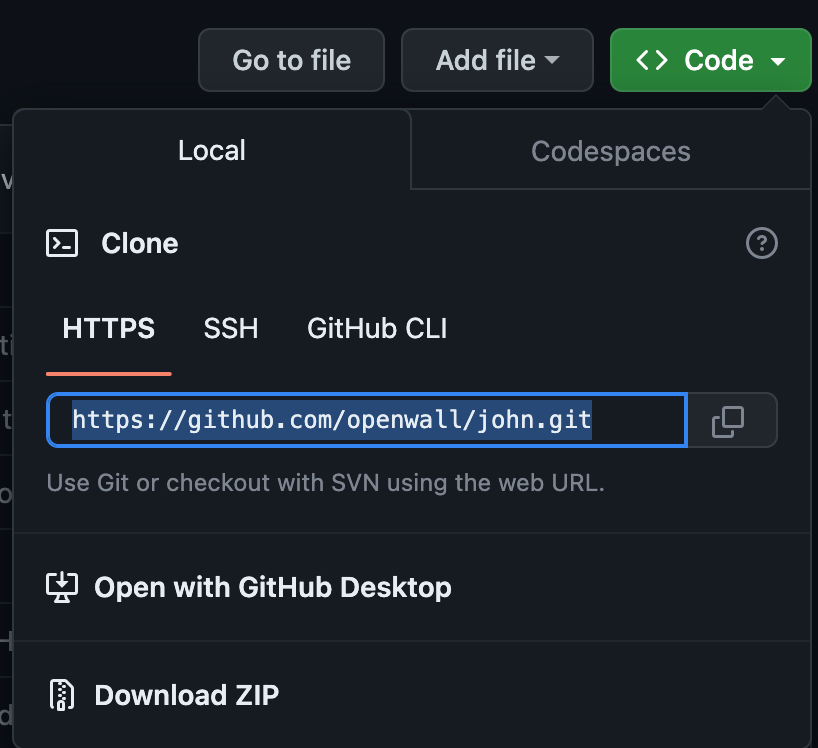 Go to file
Add file
Code
Local
Codespaces
Clone
HTTPS
SSH
GitHub CLI
https://github.com/openwall/john.git
Use Git or checkout with SVN using the web URL.
Open with GitHub Desktop
Download ZIP